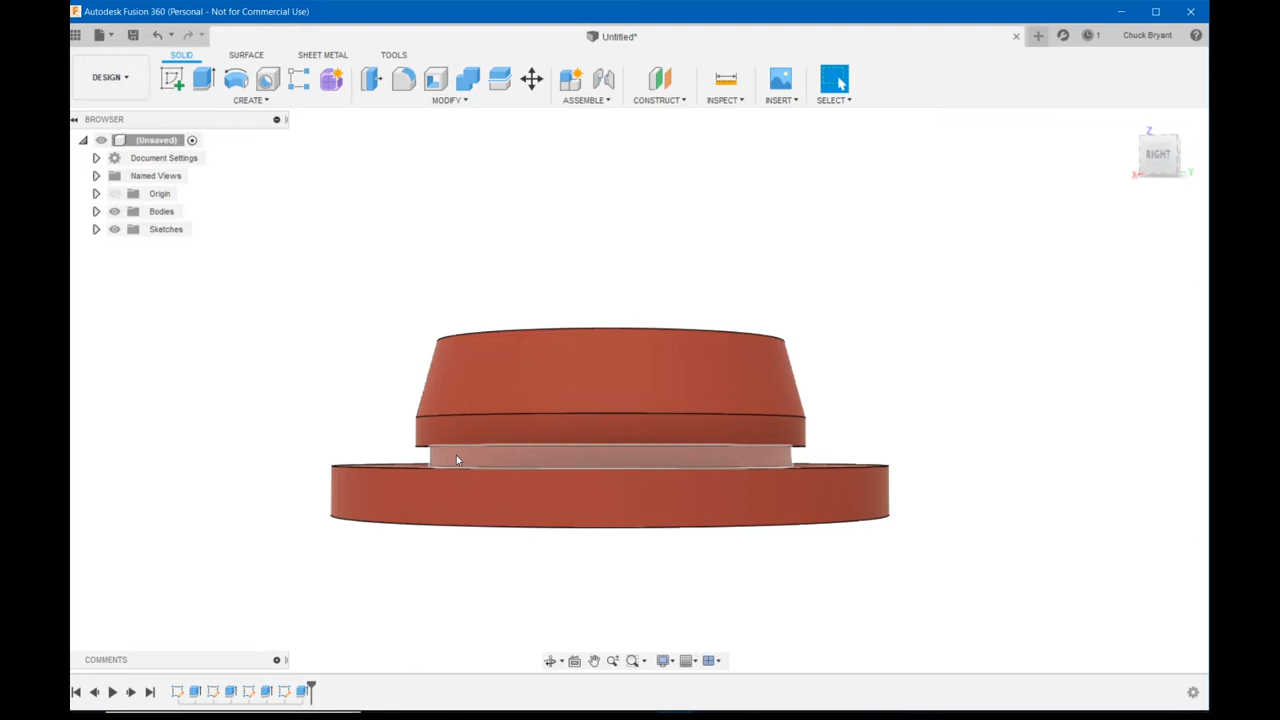 Autodesk Fusion 360 (Personal - Not for Commercial Use)
Untitled*
1
Chuck Bryant
DESIGN
SOLID
SURFACE
SHEET METAL
TOOLS
CREATE
MODIFY
ASSEMBLE
CONSTRUCT
INSPECT
INSERT
SELECT
BROWSER
(Unsaved)
Document Settings
Named Views
Origin
Bodies
Sketches
Z
RIGHT
X
Y
COMMENTS